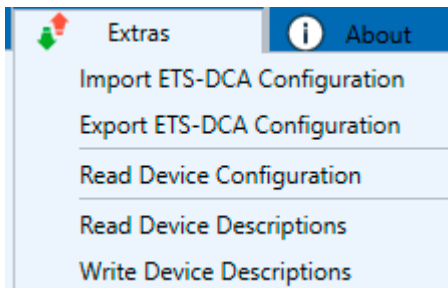 Extras About
Import ETS-DCA Configuration
Export ETS-DCA Configuration
Read Device Configuration
Read Device Descriptions
Write Device Descriptions